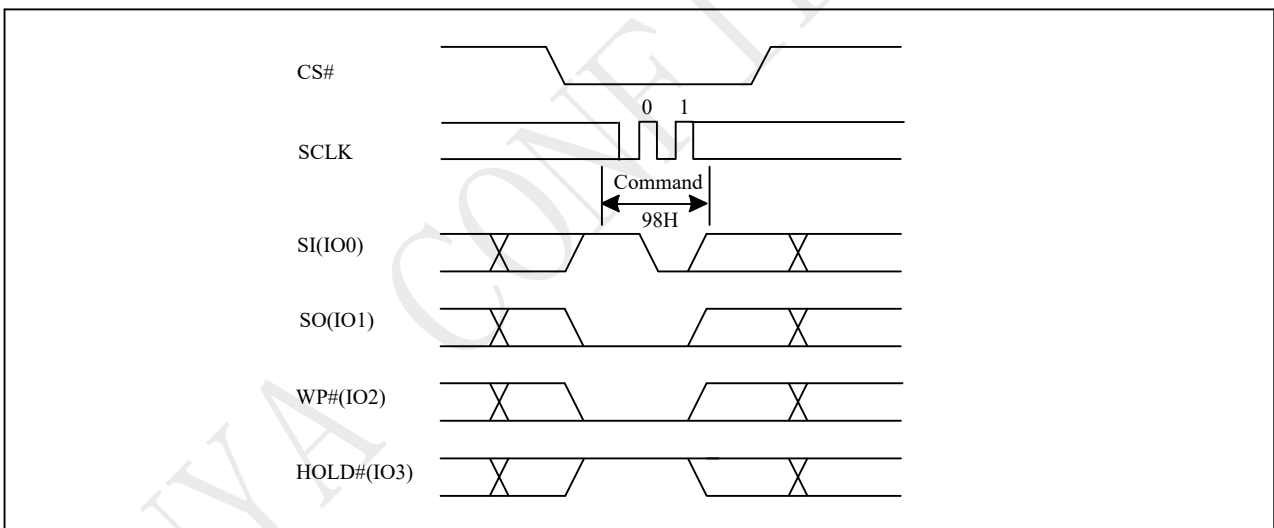 CS#
0 1
SCLK
Command
98H
SI(IO0)
SO(IO1)
WP#(IO2)
HOLD#(IO3)